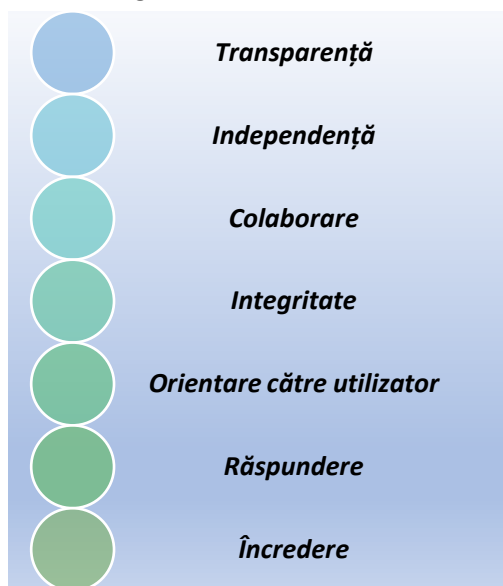 Transparență
Independență
Colaborare
Integritate
Orientare către utilizator
Răspundere
Încredere